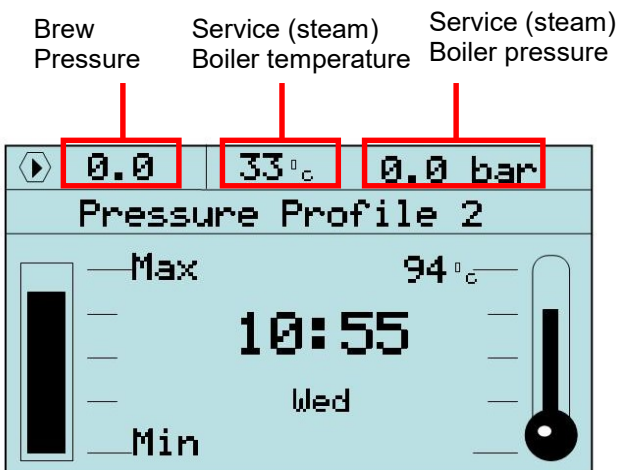 Brew
Pressure
Service (steam)
Boiler temperature
Service (steam)
Boiler pressure
0.0 33°c 0.0 bar
Pressure Profile 2
Max 94°c
10:55
Wed
Min